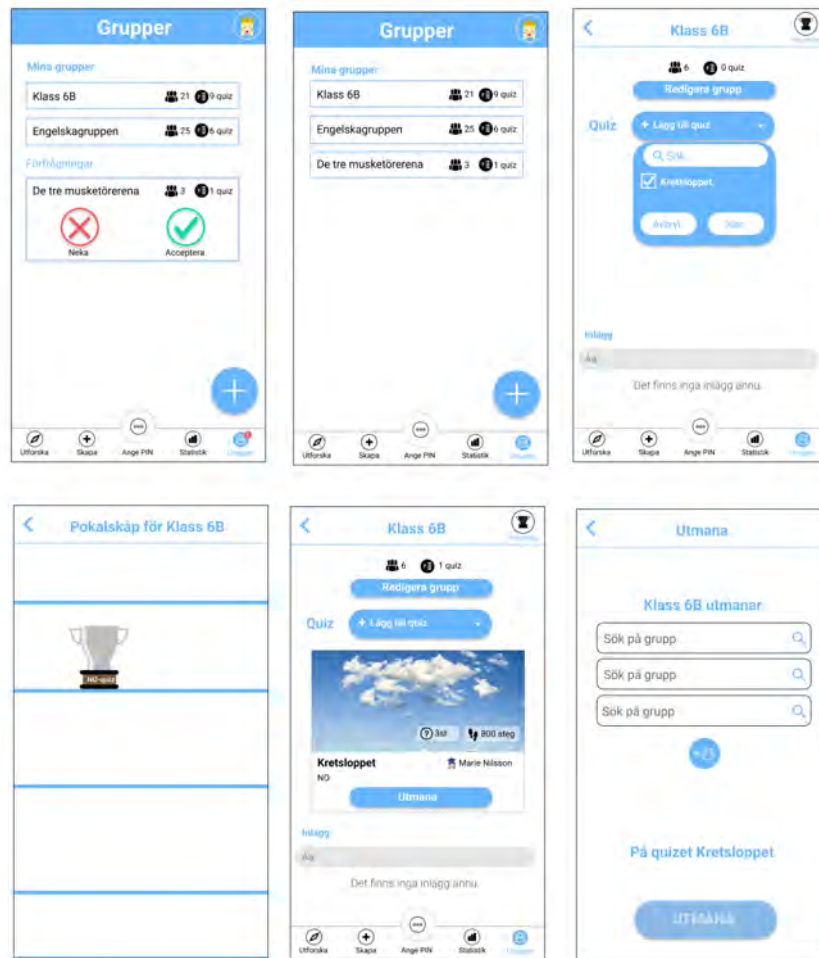 Grupper
Mina grupper
Klass 6B 21 9 quiz
Engelskagruppen 25 6 quiz
Förfrågningar
De tre musketörerena 3 1 quiz
Neka Acceptera
Utforska Skapa Ange PIN Statistik Grupper
Grupper
Mina grupper
Klass 6B 21 9 quiz
Engelskagruppen 25 6 quiz
De tre musketörerena 3 1 quiz
Utforska Skapa Ange PIN Statistik
Klass 6B
6 0 quiz
Redigera grupp
Quiz + Lägg till quiz
Sök
Kretsloppet
Avbryt Klar
Inlägg
Aa
Det finns inga inlägg ännu.
Utforska Skapa Ange PIN Statistik
Pokalskåp för Klass 6B
NO-quiz
Klass 6B
6 1 quiz
Redigera grupp
Quiz + Lägg till quiz
3st 800 steg
Kretsloppet Marie Nilsson
NO
Utmana
Inlägg
Aa
Det finns inga inlägg ännu.
Utforska Skapa Ange PIN Statistik
Utmana
Klass 6B utmanar
Sök på grupp
Sök på grupp
Sök på grupp
På quizet Kretsloppet
UTMANA